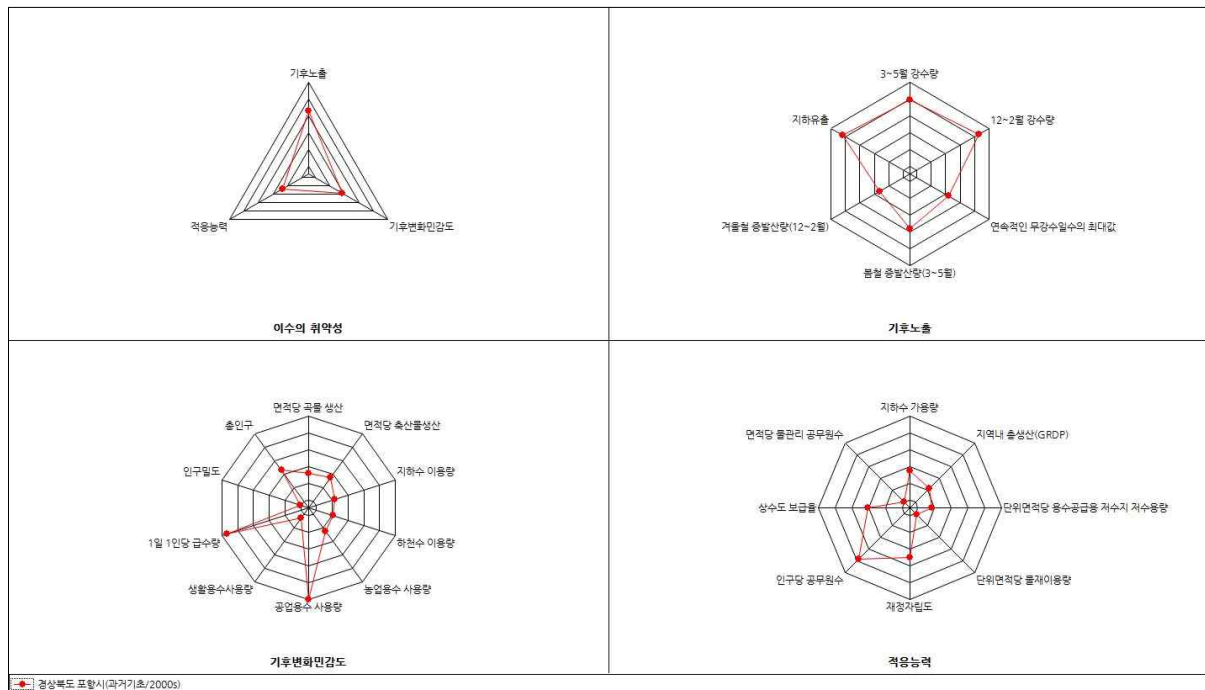 기후노출
적응능력
기후변화민감도
이수의 취약성
3~5월 강수량
지하유출
12~2월 강수량
겨울철 증발산량(12~2월)
연속적인 무강수일수의 최대값
봄철 증발산량(3~5월)
기후노출
면적당 곡물 생산
총인구
면적당 축산물생산
인구밀도
지하수 이용량
1일 1인당 급수량
하천수 이용량
생활용수사용량
농업용수 사용량
공업용수 사용량
기후변화민감도
지하수 가용량
면적당 물관리 공무원수
지역내 총생산(GRDP)
상수도 보급율
단위면적당 용수공급용 저수지 저수용량
인구당 공무원수
단위면적당 물재이용량
재정자립도
적응능력
경상북도 포항시(과거기초/2000s)